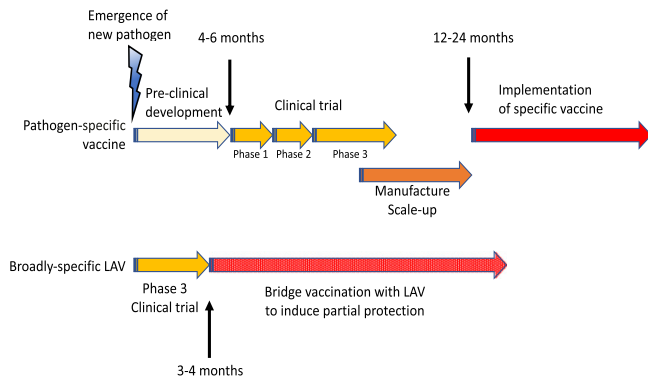 Emergence of
new pathogen
4-6 months
12-24 months
Pre-clinical
development
Clinical trial
Implementation
of specific vaccine
Pathogen-specific
vaccine
Phase 1
Phase 2
Phase 3
Manufacture
Scale-up
Broadly-specific LAV
Phase 3
Clinical trial
Bridge vaccination with LAV
to induce partial protection
3-4 months